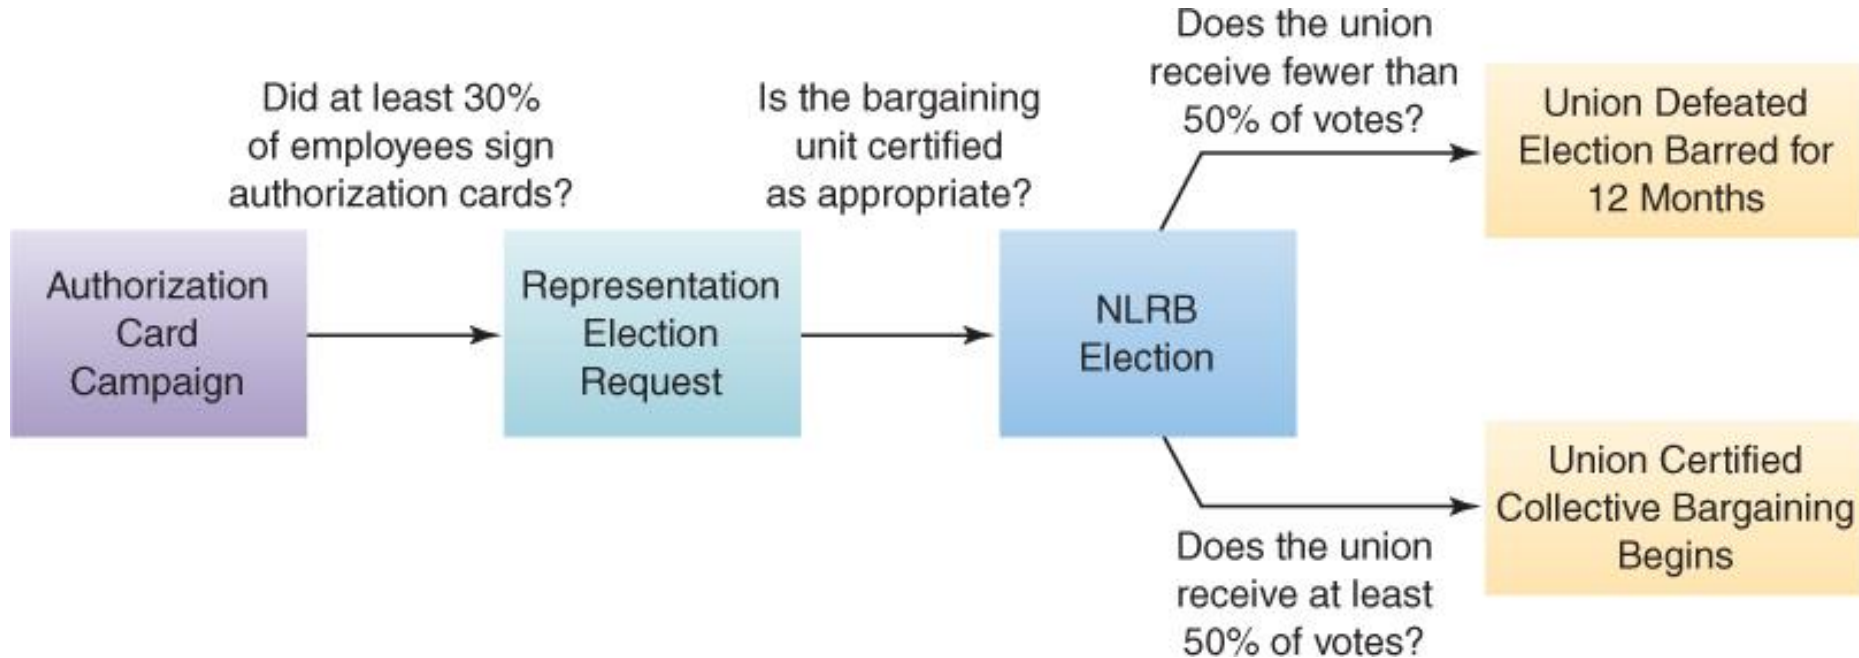 Authorization
Card
Campaign
Did at least 30%
of employees sign
authorization cards?
Representation
Election
Request
Is the bargaining
unit certified
as appropriate?
NLRB
Election
Does the union
receive fewer than
50% of votes?
Union Defeated
Election Barred for
12 Months
Does the union
receive at least
50% of votes?
Union Certified
Collective Bargaining
Begins